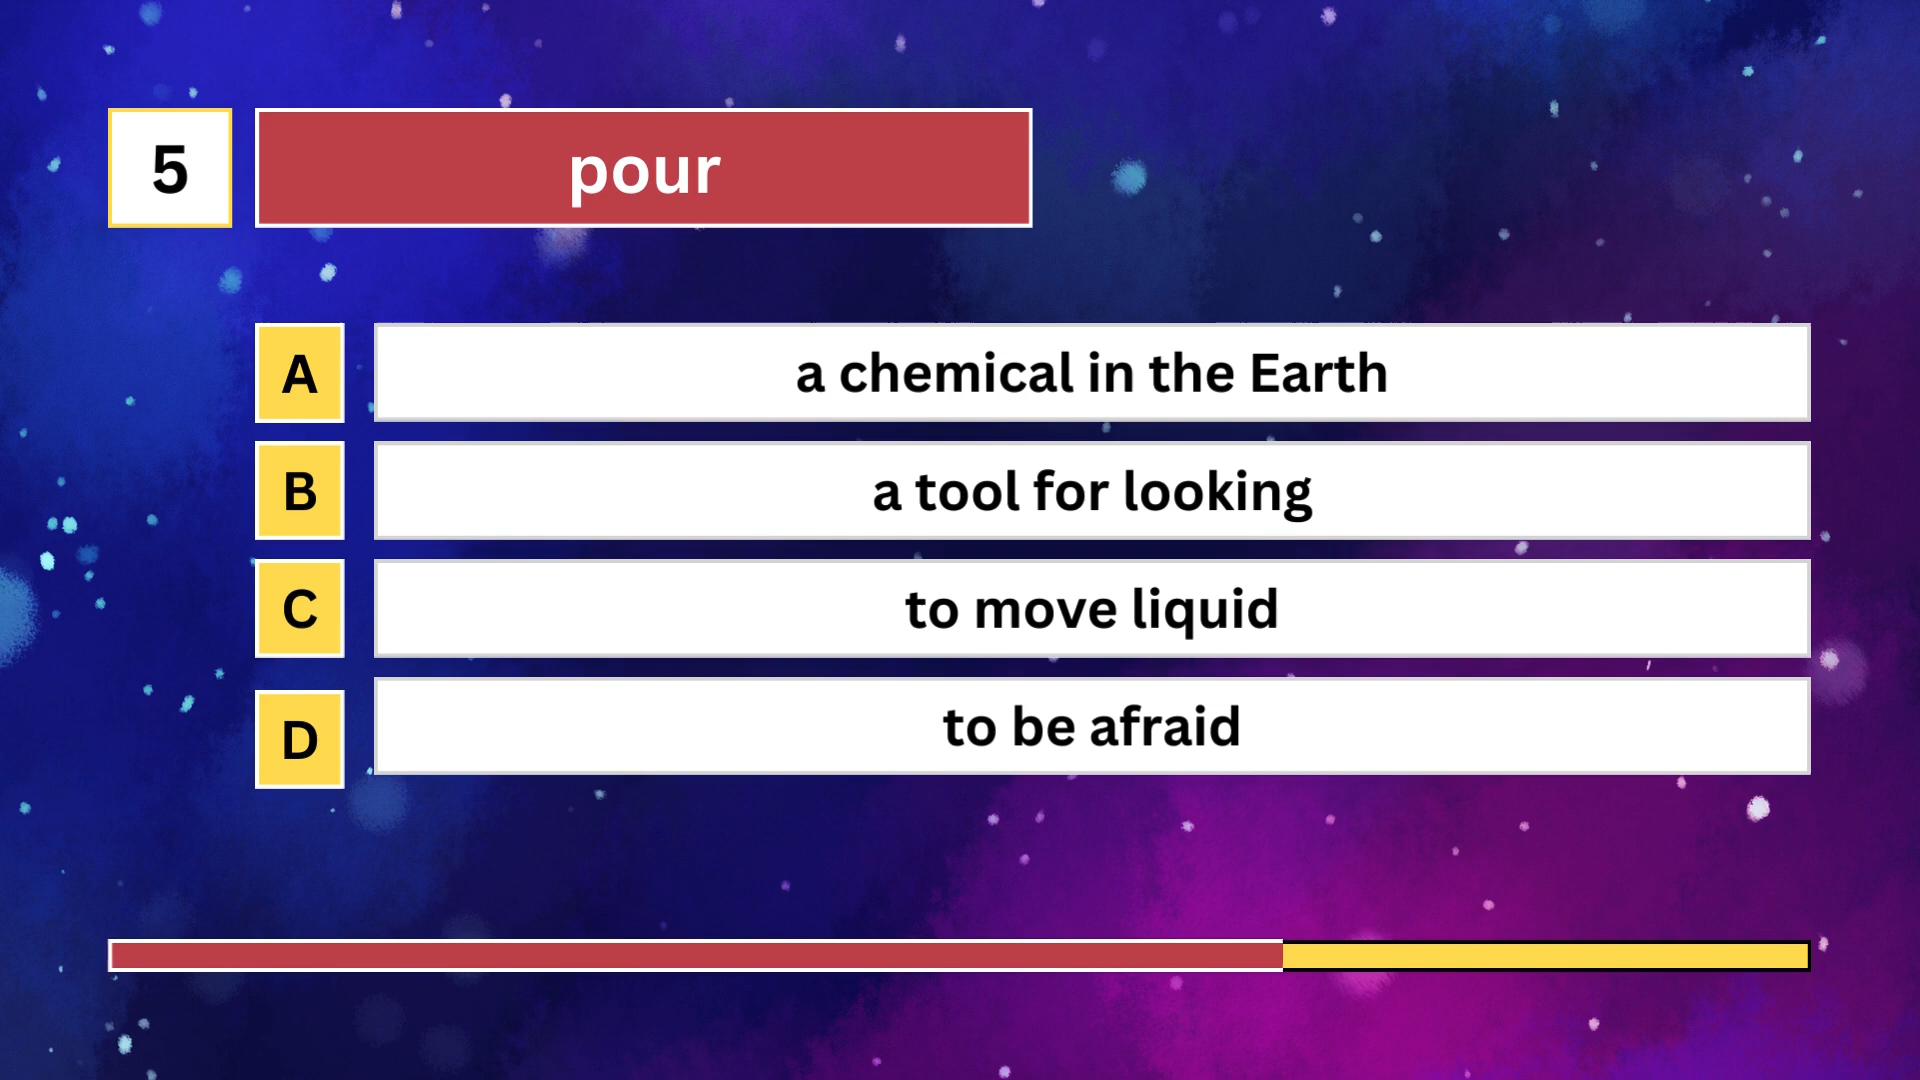 5 pour
A a chemical in the Earth
B a tool for looking
C to move liquid
D to be afraid